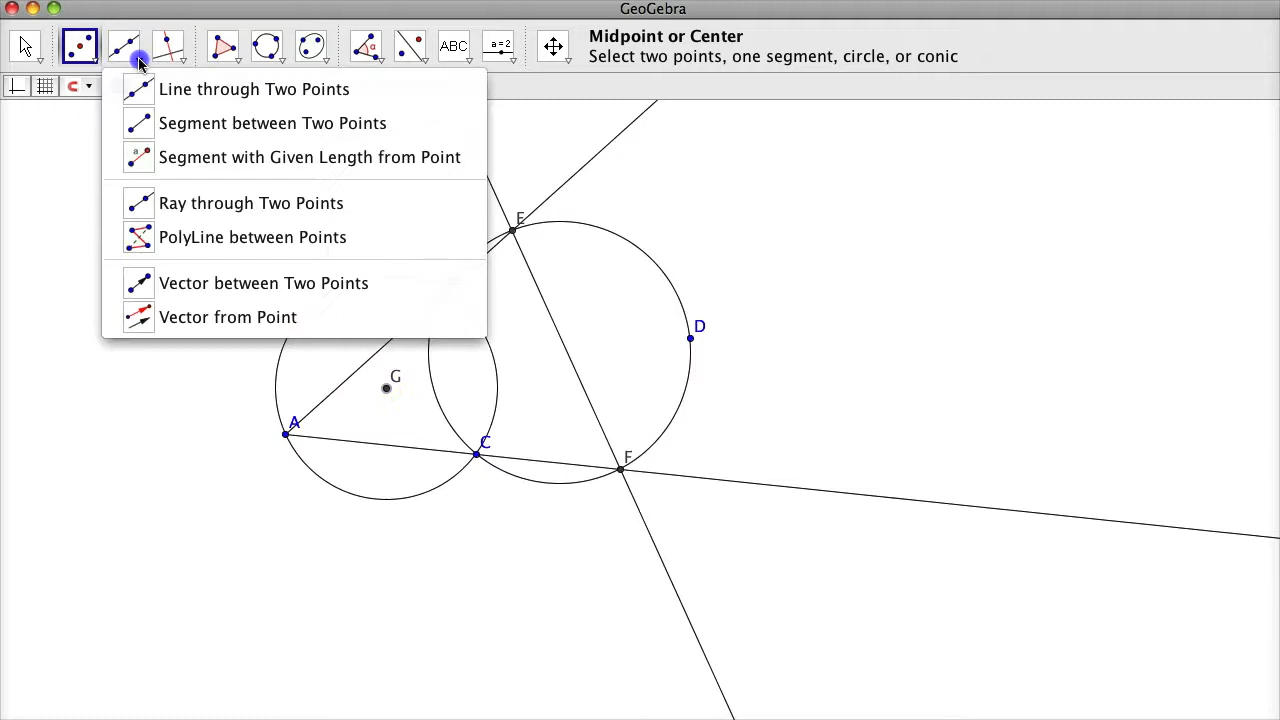 GeoGebra
ABC
a=2
Midpoint or Center
Select two points, one segment, circle, or conic
Line through Two Points
Segment between Two Points
a
Segment with Given Length from Point
Ray through Two Points
PolyLine between Points
Vector between Two Points
Vector from Point
E
D
G
A
C
F